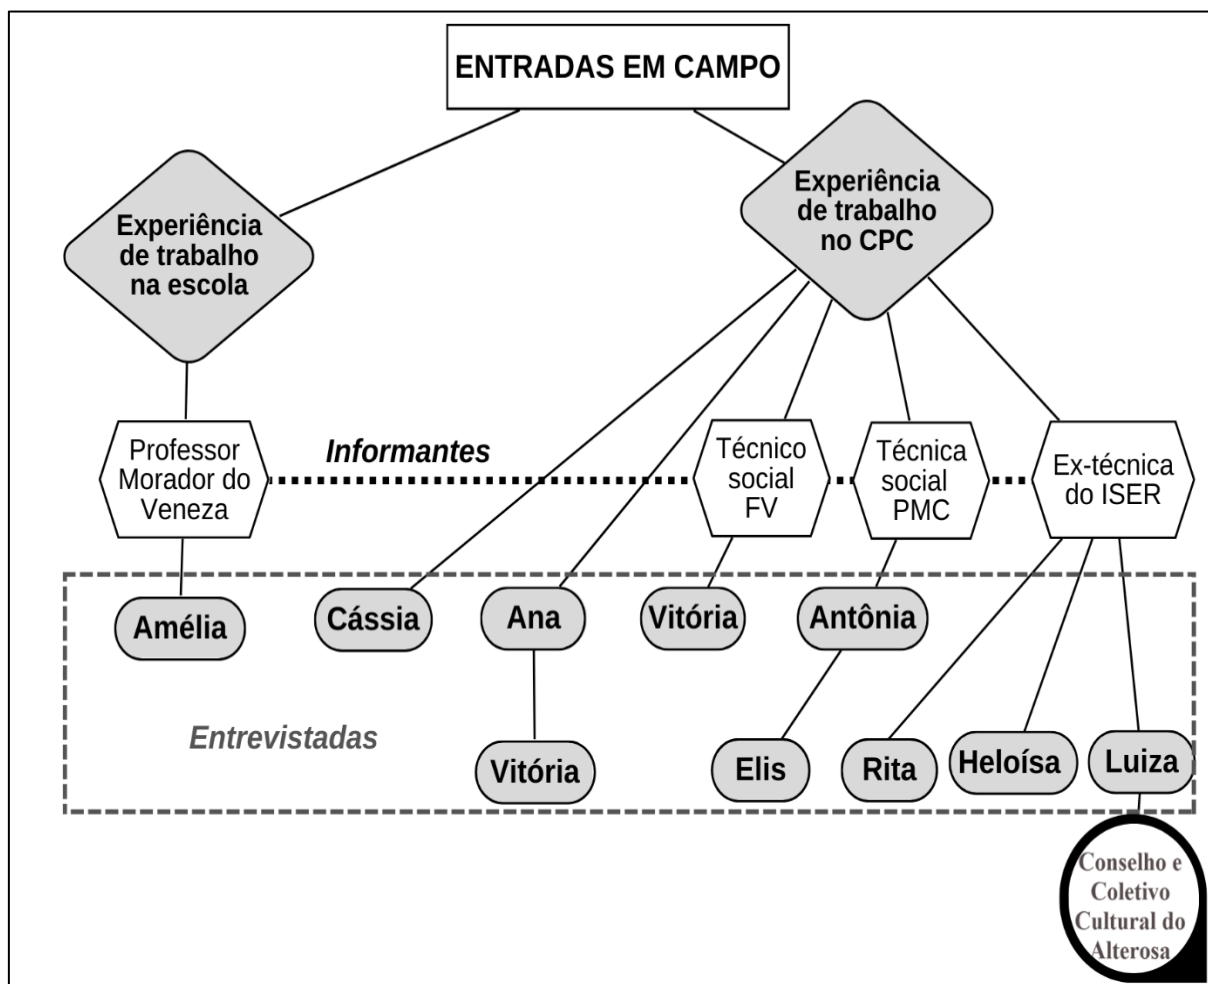 ENTRADAS EM CAMPO
Experiência
de trabalho
na escola
Experiência
de trabalho
no CPC
Professor
Morador do
Veneza
Informantes
Técnico
social
FV
Técnica
social
PMC
Ex-técnica
do ISER
Amélia
Cássia
Ana
Vitória
Antônia
Entrevistadas
Vitória
Elis
Rita
Heloísa
Luiza
Conselho e
Coletivo
Cultural do
Alterosa